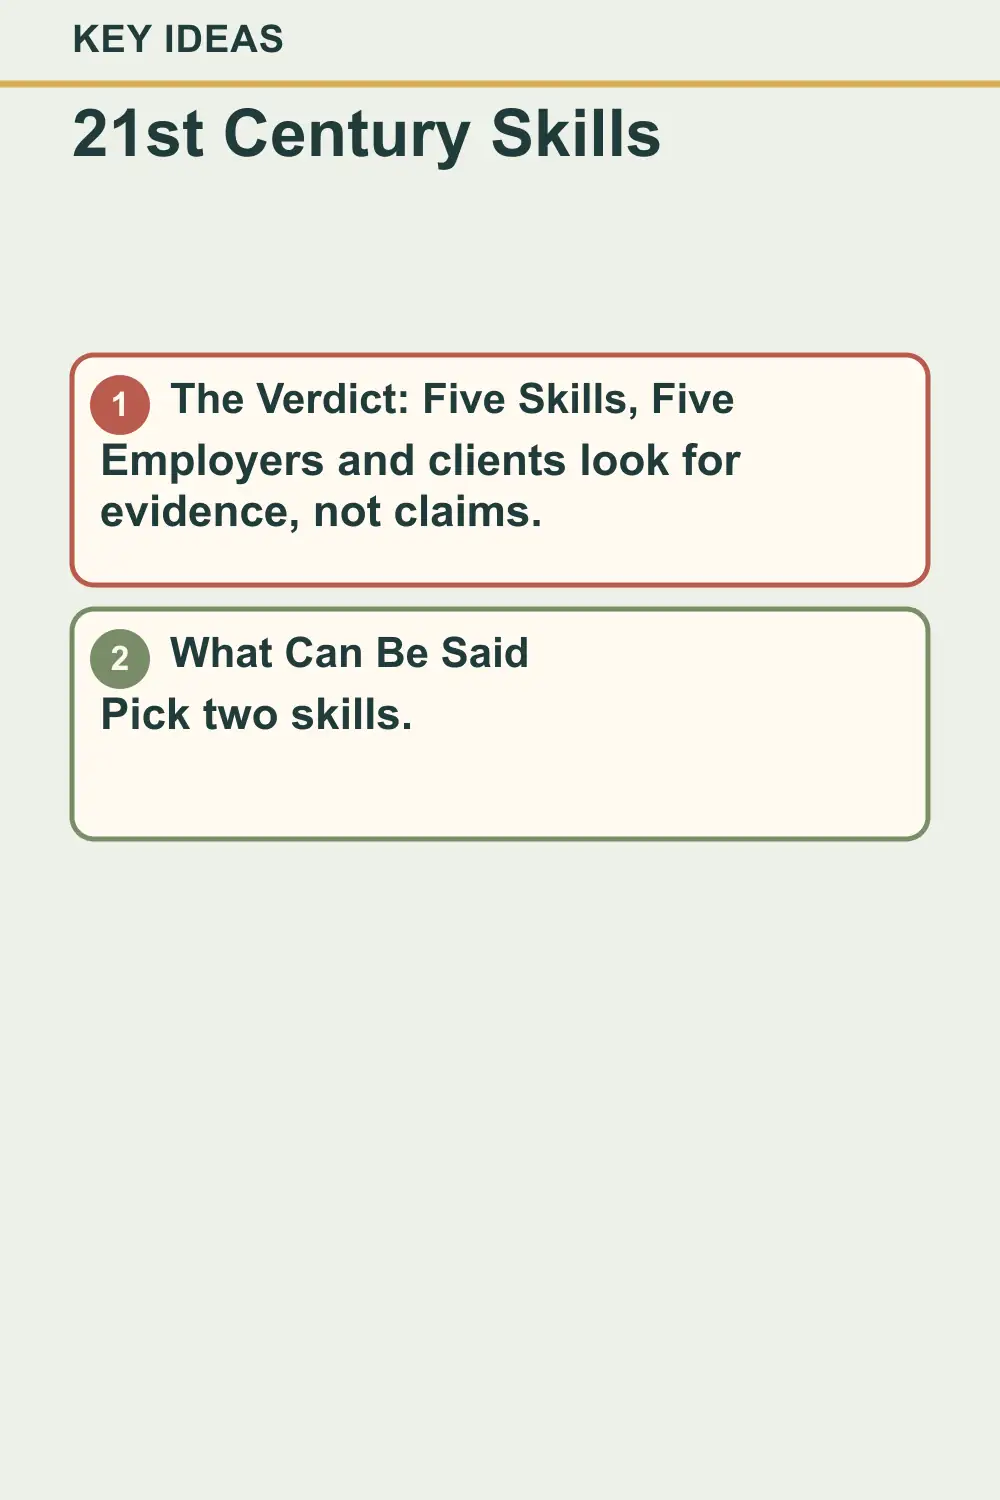 KEY IDEAS
21st Century Skills
1 The Verdict: Five Skills, Five
Employers and clients look for
evidence, not claims.
2 What Can Be Said
Pick two skills.